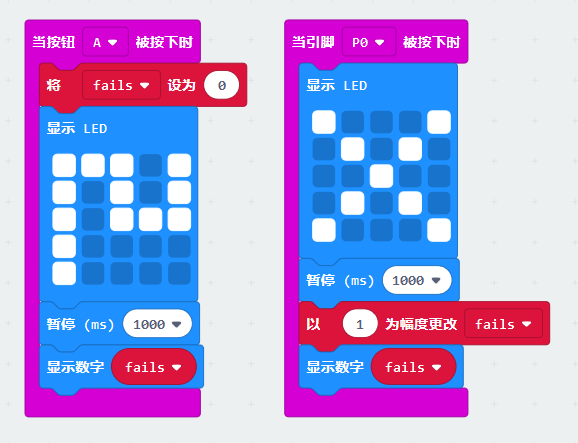 当按钮 A 被按下时
将 fails 设为 0
显示 LED
暂停 (ms) 1000
显示数字 fails
当引脚 P0 被按下时
显示 LED
暂停 (ms) 1000
以 1 为幅度更改 fails
显示数字 fails